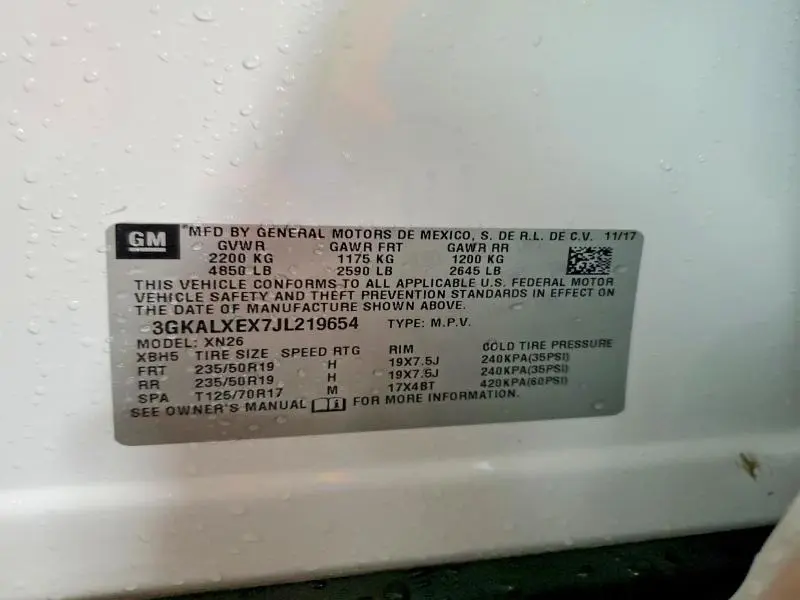 GM
MFD BY GENERAL MOTORS DE MEXICO, S. DE R.L. DE C.V. 11/17
GVWR GAWR FRT GAWR RR
2200 KG 1175 KG 1200 KG
4850 LB 2590 LB 2645 LB
THIS VEHICLE CONFORMS TO ALL APPLICABLE U.S. FEDERAL MOTOR
VEHICLE SAFETY AND THEFT PREVENTION STANDARDS IN EFFECT ON
THE DATE OF MANUFACTURE SHOWN ABOVE.
3GKALXEX7JL219654 TYPE: M.P.V.
MODEL: XN26
XBH5 TIRE SIZE SPEED RTG RIM COLD TIRE PRESSURE
FRT 235/50R19 H 19X7.5J 240KPA(35PSI)
RR 235/50R19 H 19X7.5J 240KPA(35PSI)
SPA T125/70R17 M 17X4BT 420KPA(60PSI)
SEE OWNER'S MANUAL FOR MORE INFORMATION.